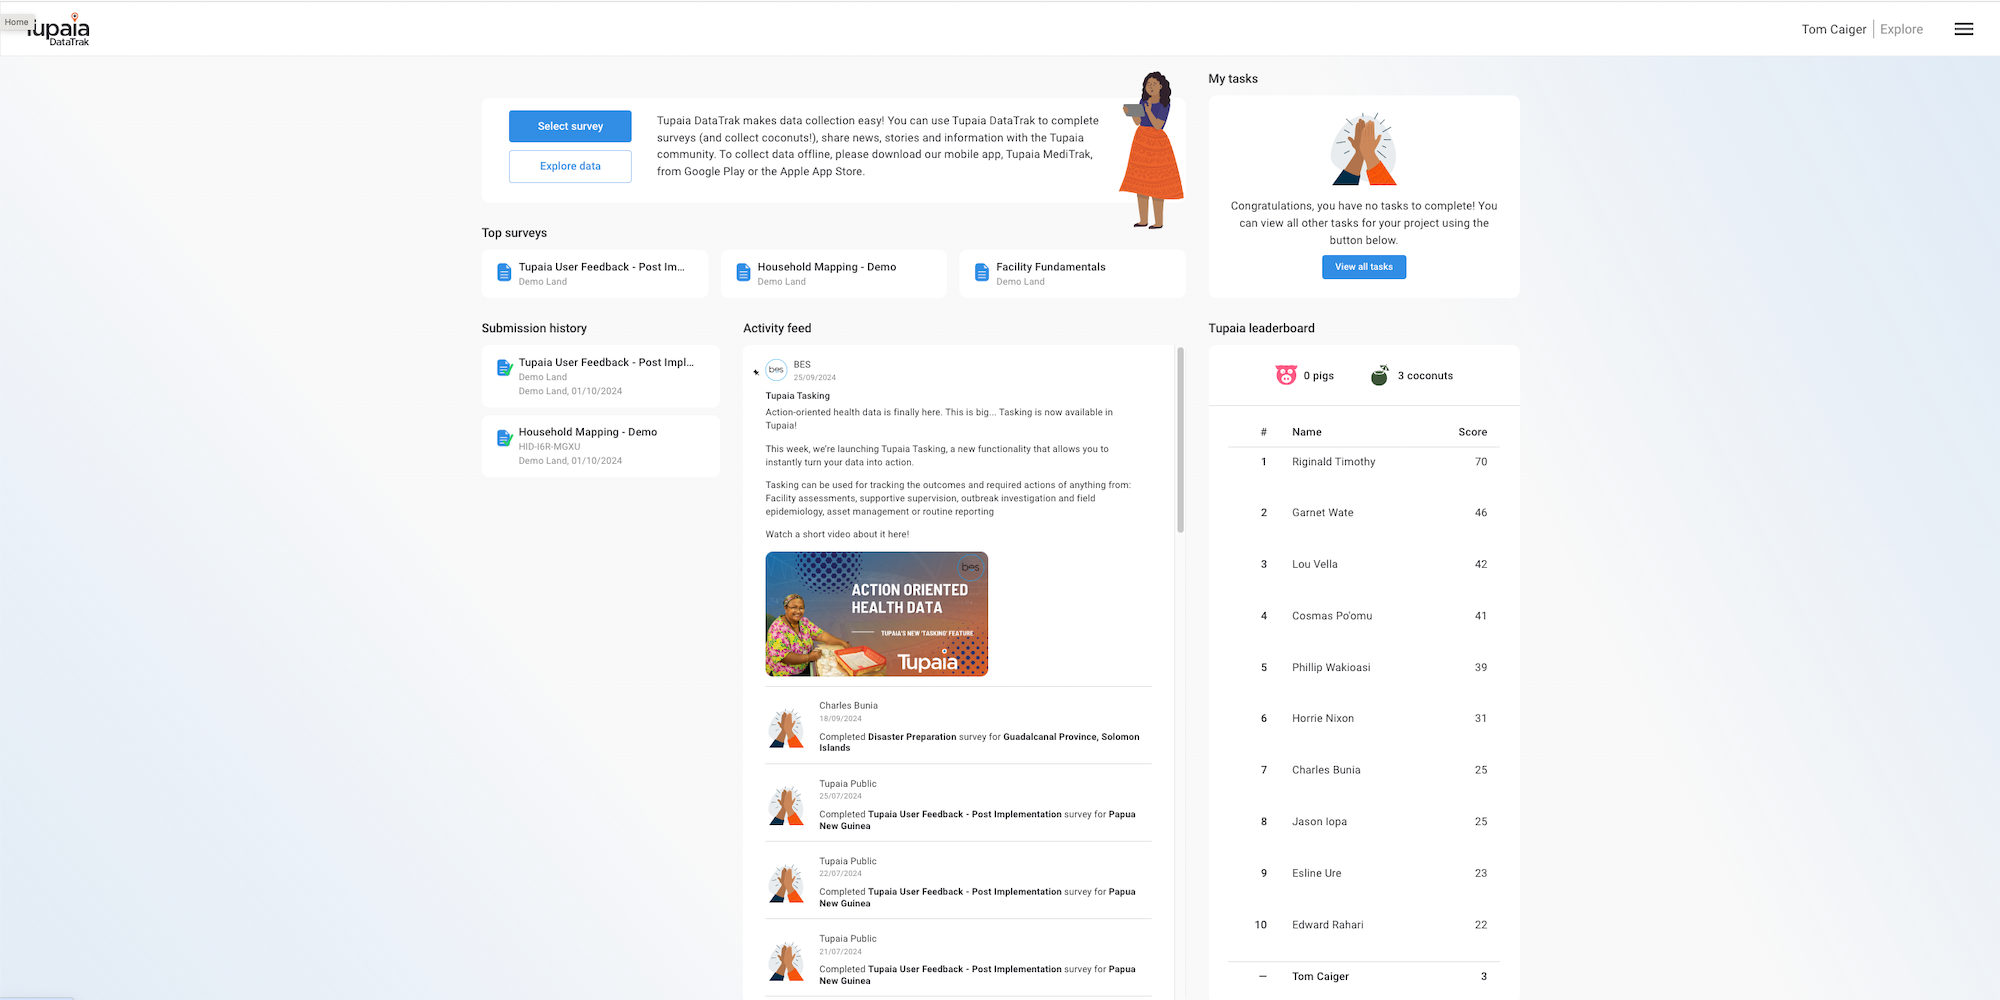 Home
Tupaia
DataTrak
Tom Caiger
Explore
Select survey
Explore data
Tupaia DataTrak makes data collection easy! You can use Tupaia DataTrak to complete
surveys (and collect coconuts!), share news, stories and information with the Tupaia
community. To collect data offline, please download our mobile app, Tupaia MediTrak,
from Google Play or the Apple App Store.
My tasks
Congratulations, you have no tasks to complete! You
can view all other tasks for your project using the
button below.
View all tasks
Top surveys
Tupaia User Feedback - Post Im...
Demo Land
Household Mapping - Demo
Demo Land
Facility Fundamentals
Demo Land
Submission history
Tupaia User Feedback - Post Impl...
Demo Land
Demo Land, 01/10/2024
Household Mapping - Demo
HID-I6R-MGXU
Demo Land, 01/10/2024
Activity feed
bes
BES
25/09/2024
Tupaia Tasking
Action-oriented health data is finally here. This is big... Tasking is now available in
Tupaia!
This week, we're launching Tupaia Tasking, a new functionality that allows you to
instantly turn your data into action.
Tasking can be used for tracking the outcomes and required actions of anything from:
Facility assessments, supportive supervision, outbreak investigation and field
epidemiology, asset management or routine reporting
Watch a short video about it here!
bes
ACTION ORIENTED
HEALTH DATA
TUPAIA'S NEW 'TASKING' FEATURE
Tupaia
Charles Bunia
18/09/2024
Completed Disaster Preparation survey for Guadalcanal Province, Solomon
Islands
Tupaia Public
25/07/2024
Completed Tupaia User Feedback - Post Implementation survey for Papua
New Guinea
Tupaia Public
22/07/2024
Completed Tupaia User Feedback - Post Implementation survey for Papua
New Guinea
Tupaia Public
21/07/2024
Completed Tupaia User Feedback - Post Implementation survey for Papua
New Guinea
Tupaia leaderboard
0 pigs
3 coconuts
# Name Score
1 Riginald Timothy 70
2 Garnet Wate 46
3 Lou Vella 42
4 Cosmas Po'omu 41
5 Phillip Wakioasi 39
6 Horrie Nixon 31
7 Charles Bunia 25
8 Jason Iopa 25
9 Esline Ure 23
10 Edward Rahari 22
– Tom Caiger 3